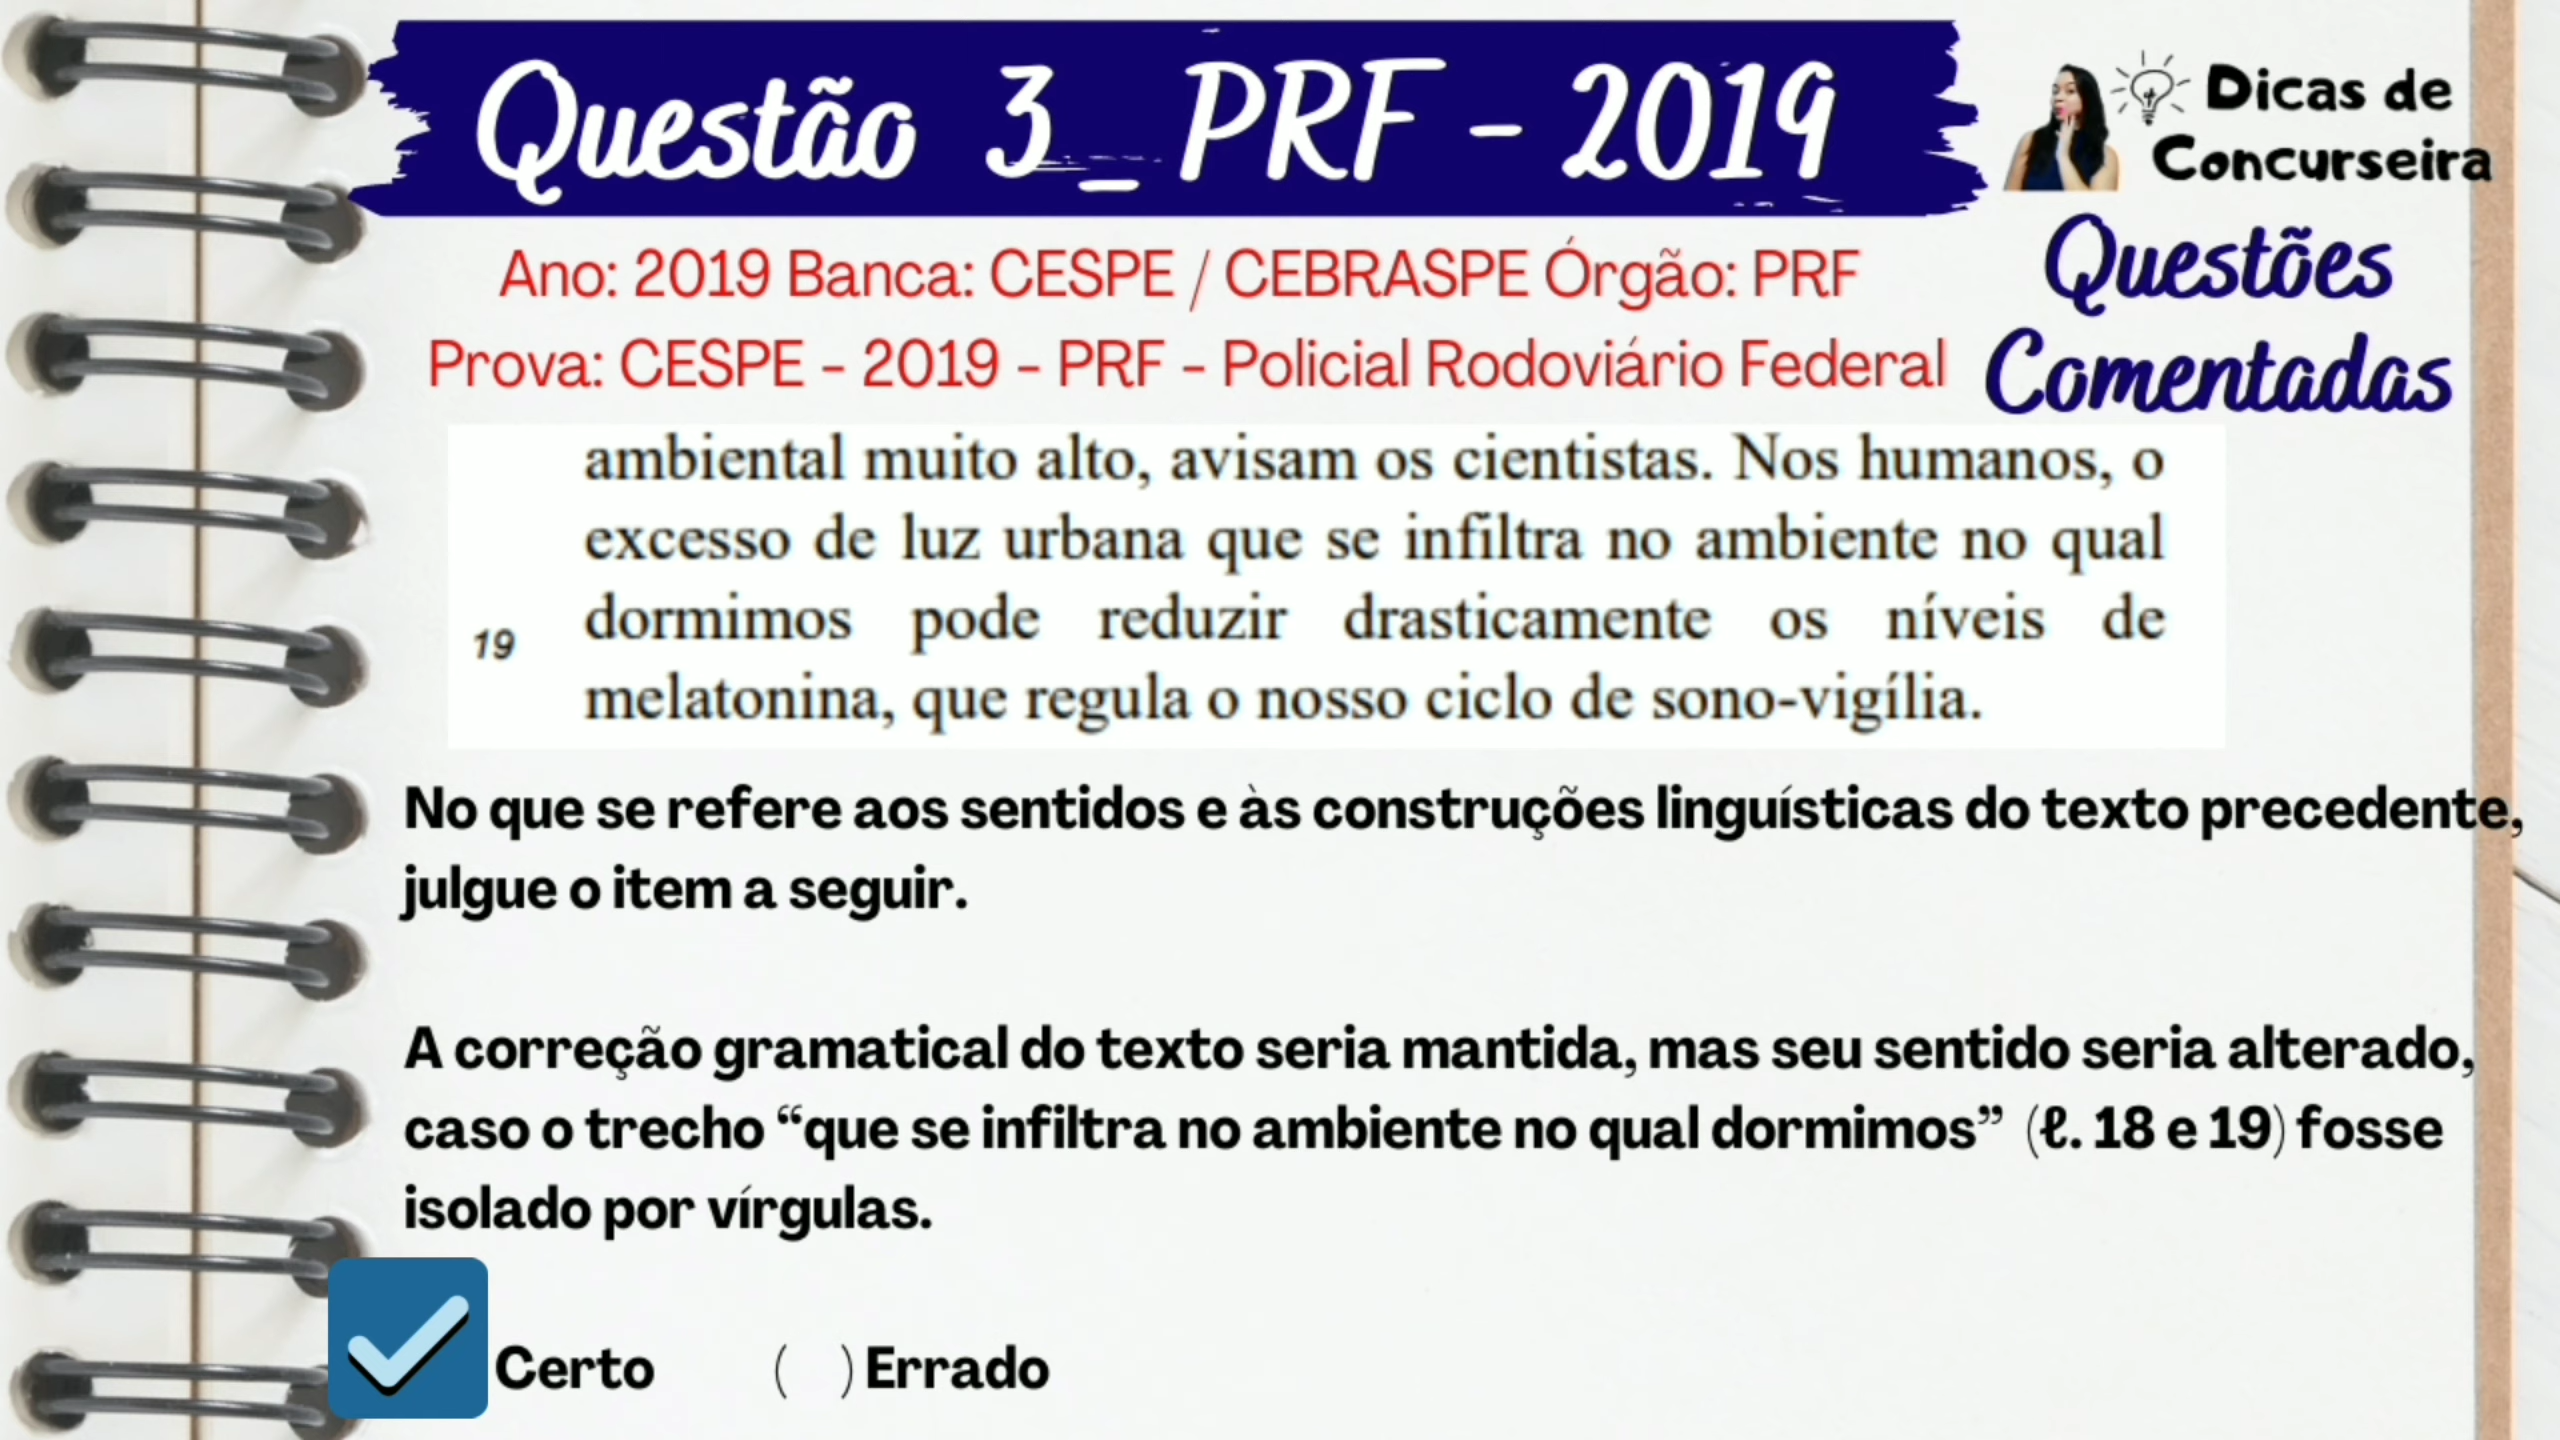 Questão 3_ PRF - 2019
Dicas de
Concurseira
Questões
Comentadas
Ano: 2019 Banca: CESPE / CEBRASPE Órgão: PRF
Prova: CESPE - 2019 - PRF - Policial Rodoviário Federal
ambiental muito alto, avisam os cientistas. Nos humanos, o
excesso de luz urbana que se infiltra no ambiente no qual
19 dormimos pode reduzir drasticamente os níveis de
melatonina, que regula o nosso ciclo de sono-vigília.
No que se refere aos sentidos e às construções linguísticas do texto precedente,
julgue o item a seguir.
A correção gramatical do texto seria mantida, mas seu sentido seria alterado,
caso o trecho “que se infiltra no ambiente no qual dormimos” (ℓ. 18 e 19) fosse
isolado por vírgulas.
Certo ( ) Errado